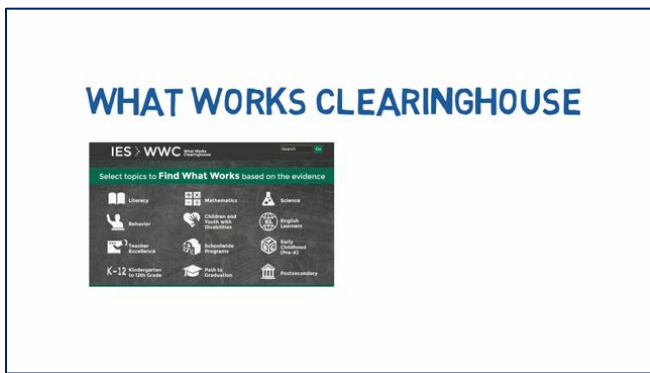 WHAT WORKS CLEARINGHOUSE
IES > WWC What Works Clearinghouse
Search Go
Select topics to Find What Works based on the evidence
Literacy
Mathematics
Science
Behavior
Children and Youth with Disabilities
English Learners
Teacher Excellence
Schoolwide Programs
Early Childhood (Pre-K)
K-12 Kindergarten to 12th Grade
Path to Graduation
Postsecondary